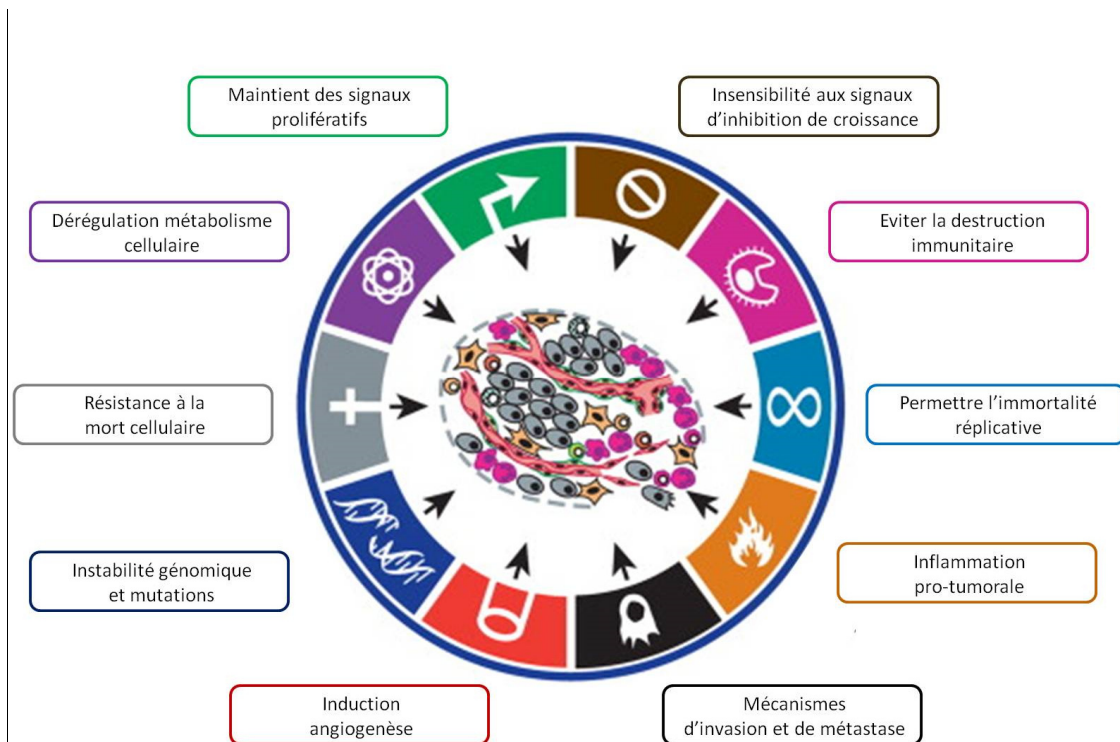 Maintient des signaux
prolifératifs
Insensibilité aux signaux
d'inhibition de croissance
Dérégulation métabolisme
cellulaire
Eviter la destruction
immunitaire
Résistance à la
mort cellulaire
Permettre l'immortalité
réplicative
Instabilité génomique
et mutations
Inflammation
pro-tumorale
Induction
angiogenèse
Mécanismes
d'invasion et de métastase